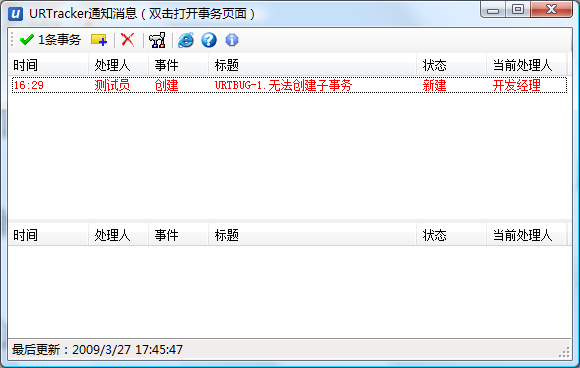 URTracker通知消息（双击打开事务页面）
1条事务
时间 处理人 事件 标题 状态 当前处理人
16:29 测试员 创建 URTBUG-1.无法创建子事务 新建 开发经理
时间 处理人 事件 标题 状态 当前处理人
最后更新：2009/3/27 17:45:47